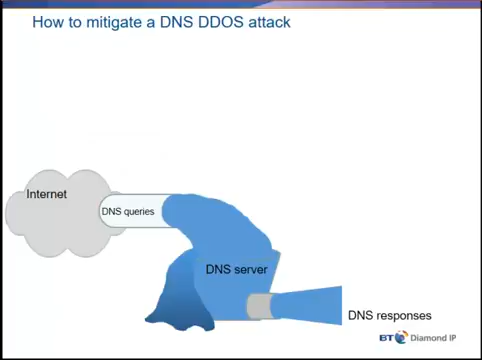 How to mitigate a DNS DDOS attack
Internet
DNS queries
DNS server
DNS responses
BT Diamond IP